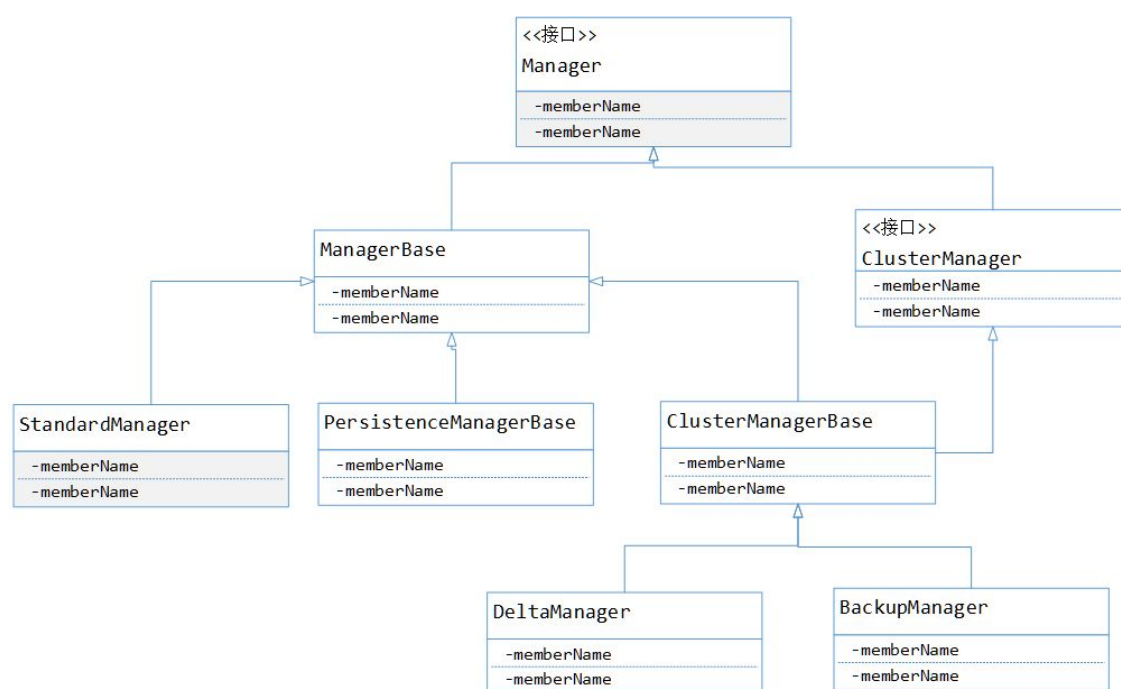 <<接口>>
Manager
-memberName
-memberName
ManagerBase
-memberName
-memberName
<<接口>>
ClusterManager
-memberName
-memberName
StandardManager
-memberName
-memberName
PersistenceManagerBase
-memberName
-memberName
ClusterManagerBase
-memberName
-memberName
DeltaManager
-memberName
-memberName
BackupManager
-memberName
-memberName